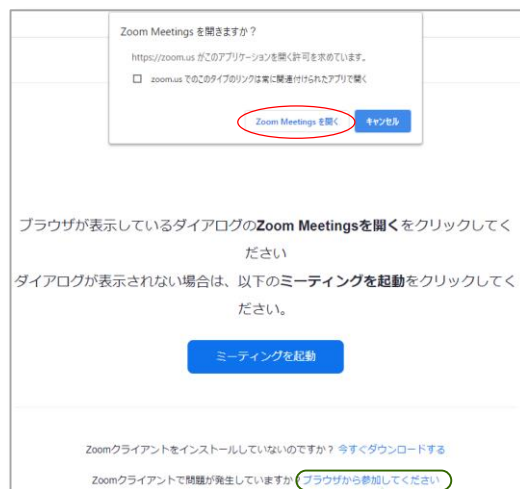 Zoom Meetings を開きますか？
https://zoom.us がこのアプリケーションを開く許可を求めています。
zoom.us でのこのタイプのリンクは常に関連付けられたアプリで開く
Zoom Meetings を開く キャンセル
ブラウザが表示しているダイアログのZoom Meetingsを開くをクリックしてく
ださい
ダイアログが表示されない場合は、以下のミーティングを起動をクリックしてく
ださい。
ミーティングを起動
Zoomクライアントをインストールしていないのですか？ 今すぐダウンロードする
Zoomクライアントで問題が発生していますか？ブラウザから参加してください